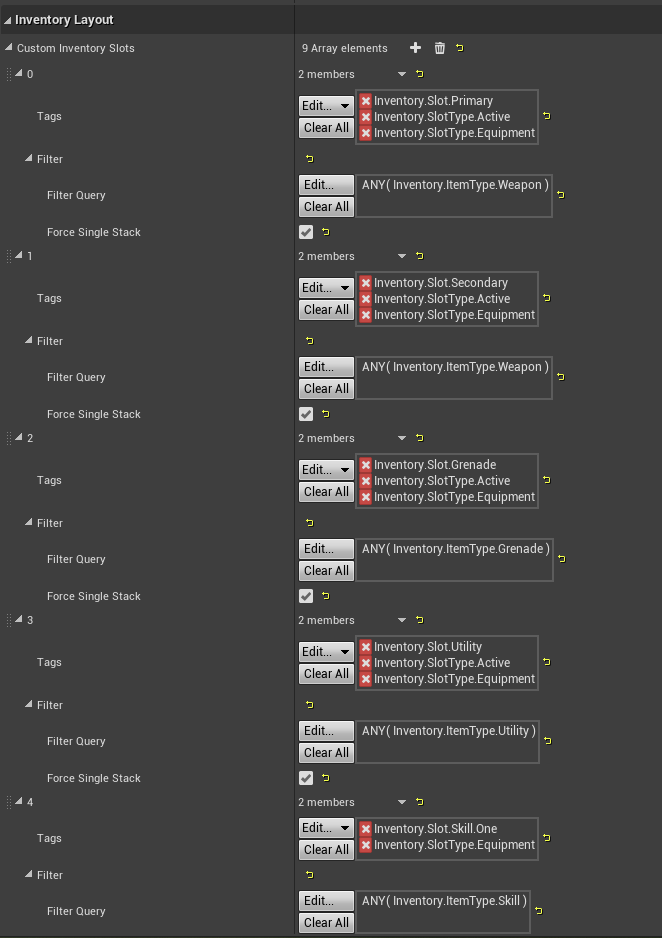 Inventory Layout
Custom Inventory Slots 9 Array elements
0 2 members
Tags Edit... Clear All
Inventory.Slot.Primary
Inventory.SlotType.Active
Inventory.SlotType.Equipment
Filter
Filter Query Edit... Clear All ANY( Inventory.ItemType.Weapon )
Force Single Stack
1 2 members
Tags Edit... Clear All
Inventory.Slot.Secondary
Inventory.SlotType.Active
Inventory.SlotType.Equipment
Filter
Filter Query Edit... Clear All ANY( Inventory.ItemType.Weapon )
Force Single Stack
2 2 members
Tags Edit... Clear All
Inventory.Slot.Grenade
Inventory.SlotType.Active
Inventory.SlotType.Equipment
Filter
Filter Query Edit... Clear All ANY( Inventory.ItemType.Grenade )
Force Single Stack
3 2 members
Tags Edit... Clear All
Inventory.Slot.Utility
Inventory.SlotType.Active
Inventory.SlotType.Equipment
Filter
Filter Query Edit... Clear All ANY( Inventory.ItemType.Utility )
Force Single Stack
4 2 members
Tags Edit... Clear All
Inventory.Slot.Skill.One
Inventory.SlotType.Equipment
Filter
Filter Query Edit... Clear All ANY( Inventory.ItemType.Skill )